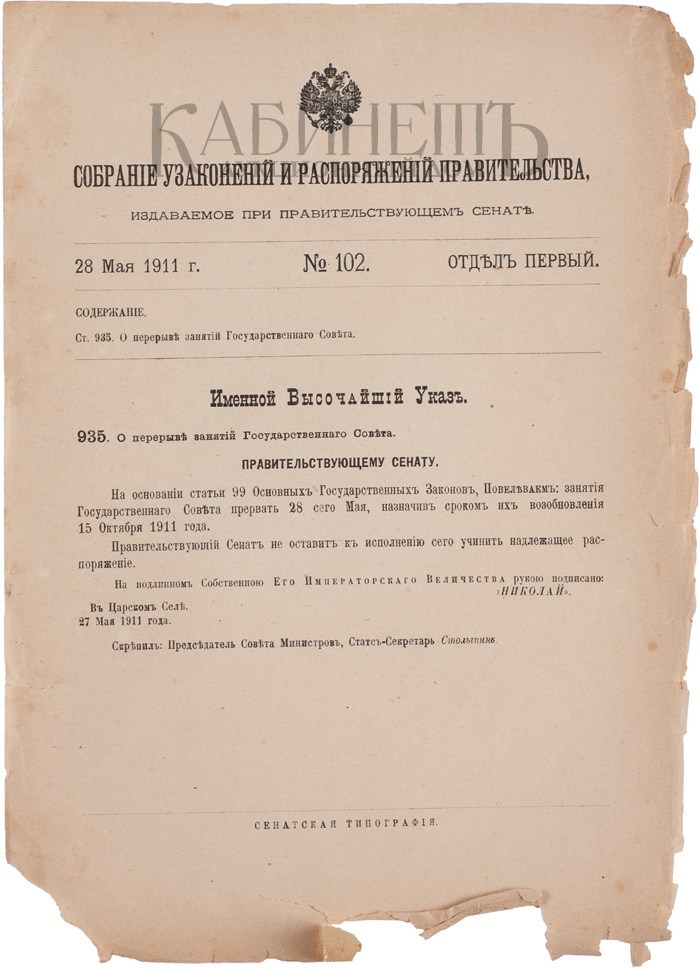 КАБИНЕТЪ
СОБРАНІЕ УЗАКОНЕНІЙ И РАСПОРЯЖЕНІЙ ПРАВИТЕЛЬСТВА,
ИЗДАВАЕМОЕ ПРИ ПРАВИТЕЛЬСТВУЮЩЕМЪ СЕНАТѢ.
28 Мая 1911 г. № 102. ОТДѢЛЪ ПЕРВЫЙ.
СОДЕРЖАНІЕ.
Ст. 935. О перерывѣ занятій Государственнаго Совѣта.
Именной Высочайшій Указъ.
935. О перерывѣ занятій Государственнаго Совѣта.
ПРАВИТЕЛЬСТВУЮЩЕМУ СЕНАТУ.
На основаніи статьи 99 Основныхъ Государственныхъ Законовъ, Повелѣваемъ: занятія
Государственнаго Совѣта прервать 28 сего Мая, назначивъ срокомъ ихъ возобновленія
15 Октября 1911 года.
Правительствующій Сенатъ не оставитъ къ исполненію сего учинить надлежащее рас-
поряженіе.
На подлинномъ Собственною Его Императорскаго Величества рукою подписано:
«НИКОЛАЙ».
Въ Царскомъ Селѣ.
27 Мая 1911 года.
Скрѣпилъ: Предсѣдатель Совѣта Министровъ, Статсъ-Секретарь Столыпинъ.
СЕНАТСКАЯ ТИПОГРАФІЯ.